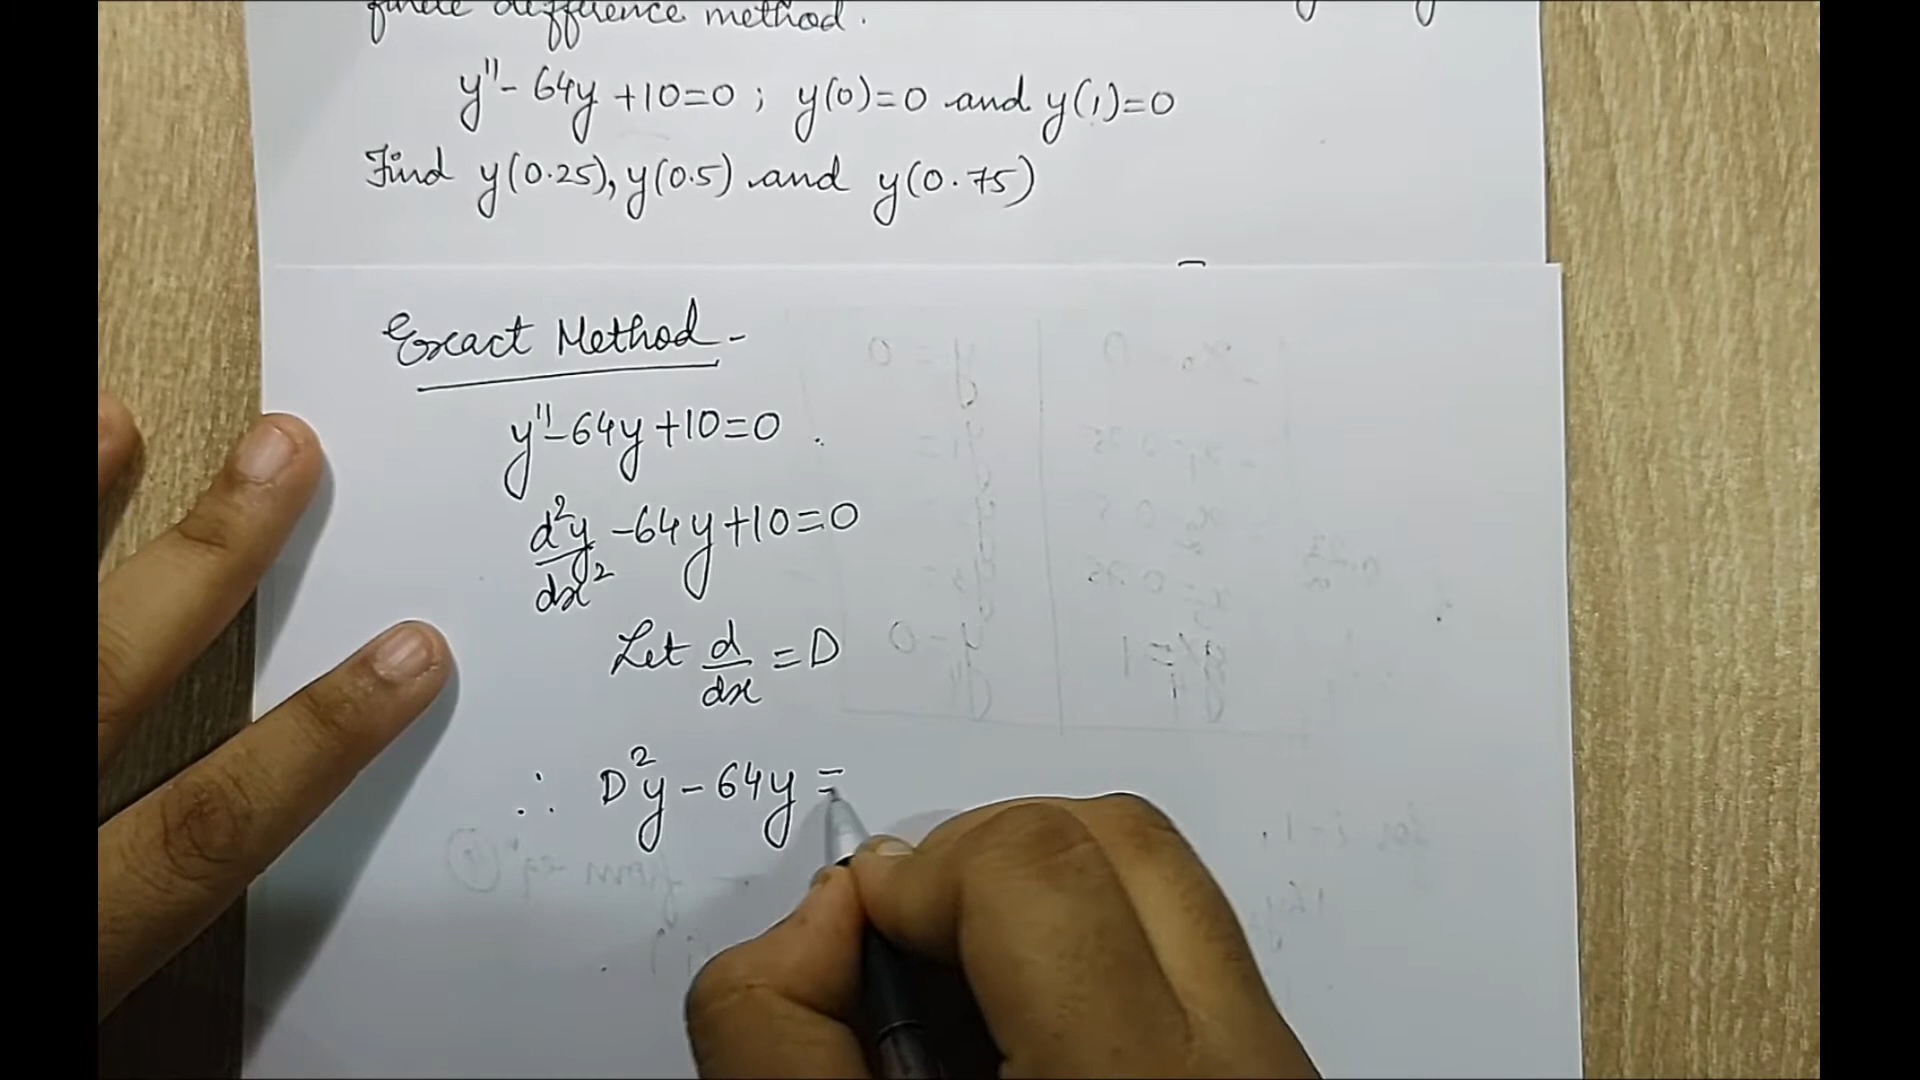 finite difference method.
y" - 64y + 10 = 0 ; y(0) = 0 and y(1) = 0
Find y(0.25), y(0.5) and y(0.75)
Exact Method -
y" - 64y + 10 = 0
d²y/dx² - 64y + 10 = 0
Let d/dx = D
∴ D²y - 64y =